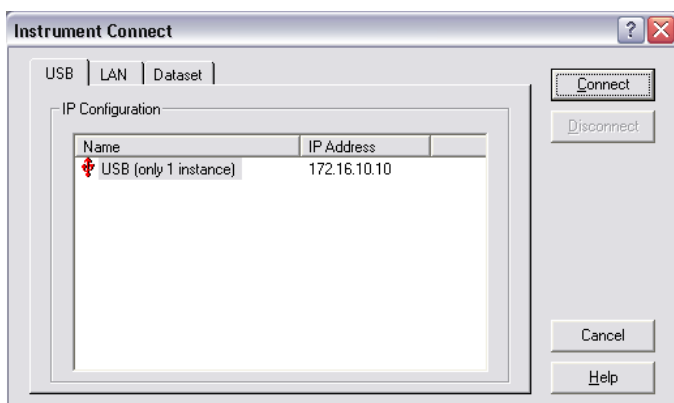 Instrument Connect
USB LAN Dataset
Connect
IP Configuration
Disconnect
Name IP Address
USB (only 1 instance) 172.16.10.10
Cancel
Help